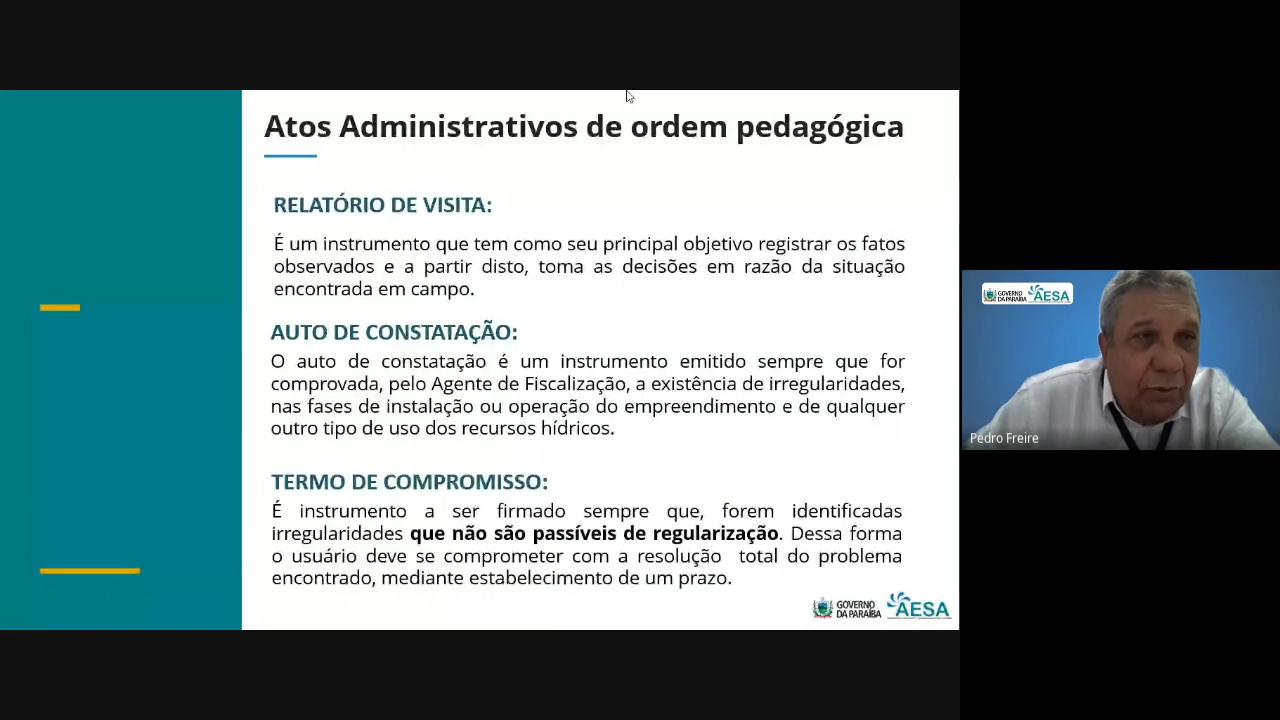 Atos Administrativos de ordem pedagógica
RELATÓRIO DE VISITA:
É um instrumento que tem como seu principal objetivo registrar os fatos
observados e a partir disto, toma as decisões em razão da situação
encontrada em campo.
AUTO DE CONSTATAÇÃO:
O auto de constatação é um instrumento emitido sempre que for
comprovada, pelo Agente de Fiscalização, a existência de irregularidades,
nas fases de instalação ou operação do empreendimento e de qualquer
outro tipo de uso dos recursos hídricos.
TERMO DE COMPROMISSO:
É instrumento a ser firmado sempre que, forem identificadas
irregularidades que não são passíveis de regularização. Dessa forma
o usuário deve se comprometer com a resolução total do problema
encontrado, mediante estabelecimento de um prazo.
GOVERNO
DA PARAÍBA
AESA
GOVERNO
DA PARAÍBA
AESA
Pedro Freire